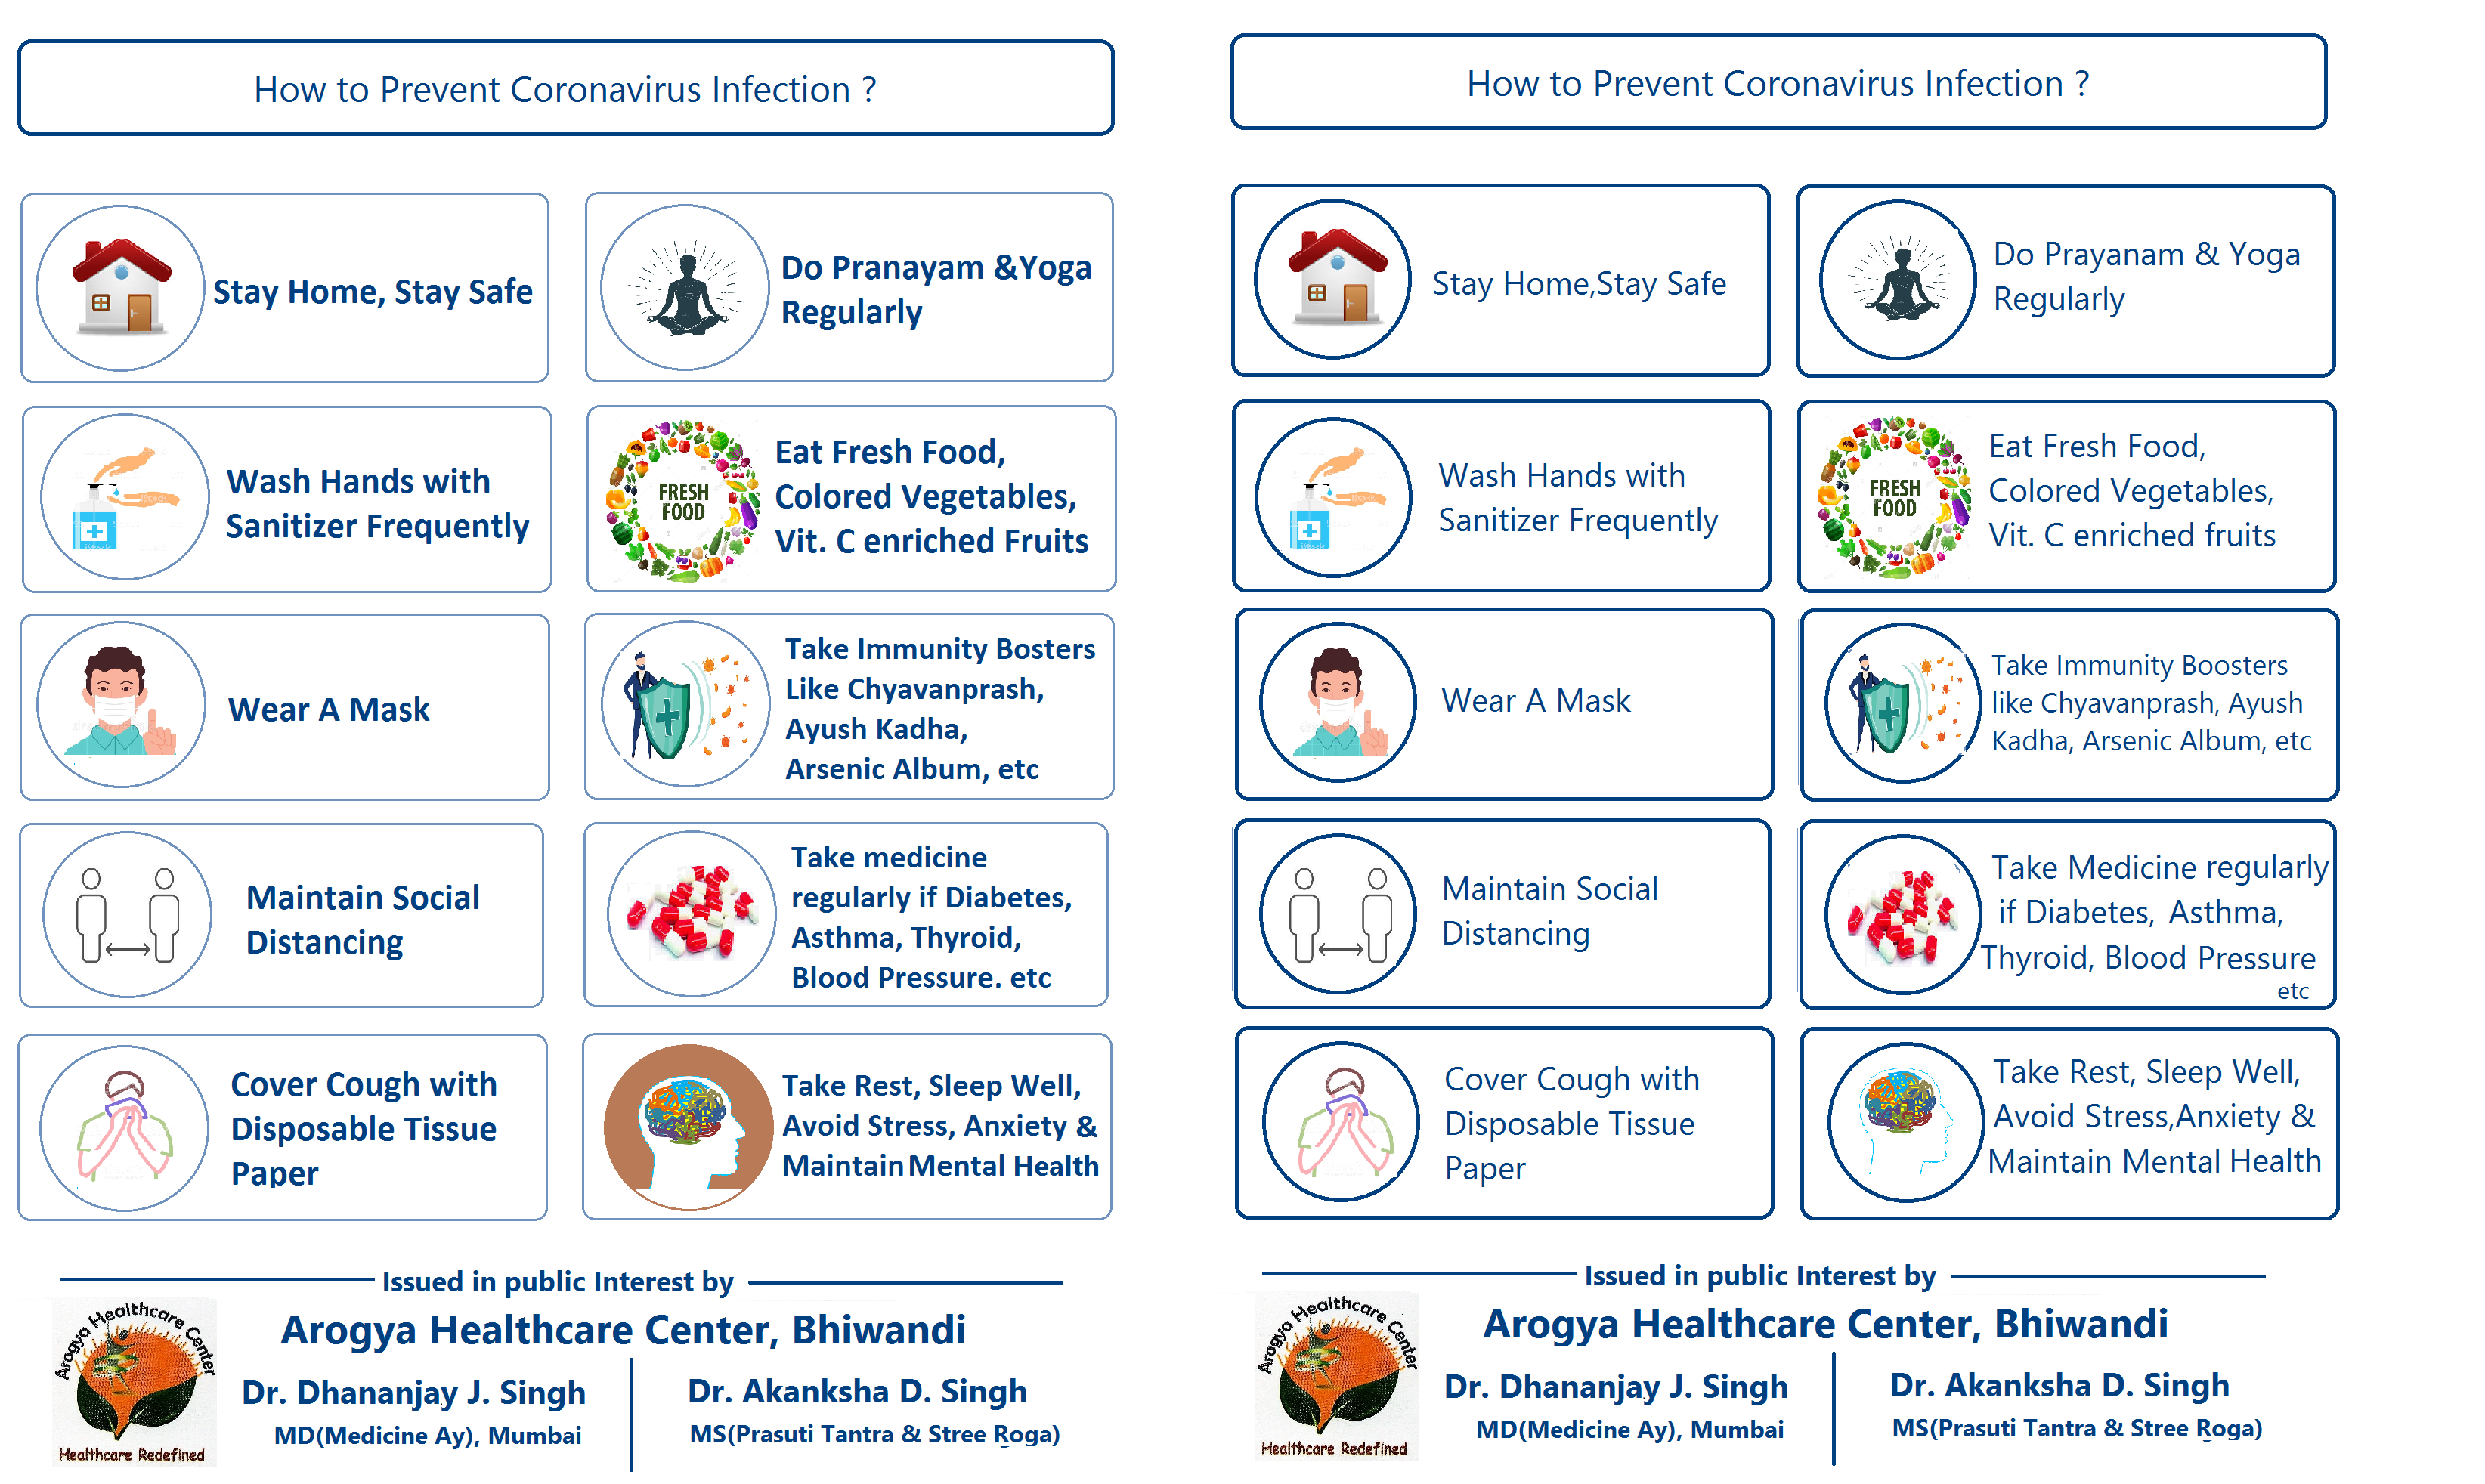 How to Prevent Coronavirus Infection ?
Stay Home, Stay Safe
Do Pranayam &Yoga
Regularly
Wash Hands with
Sanitizer Frequently
FRESH
FOOD
Eat Fresh Food,
Colored Vegetables,
Vit. C enriched Fruits
Wear A Mask
Take Immunity Bosters
Like Chyavanprash,
Ayush Kadha,
Arsenic Album, etc
Maintain Social
Distancing
Take medicine
regularly if Diabetes,
Asthma, Thyroid,
Blood Pressure. etc
Cover Cough with
Disposable Tissue
Paper
Take Rest, Sleep Well,
Avoid Stress, Anxiety &
Maintain Mental Health
Issued in public Interest by
Arogya Healthcare Center
Healthcare Redefined
Arogya Healthcare Center, Bhiwandi
Dr. Dhananjay J. Singh
MD(Medicine Ay), Mumbai
Dr. Akanksha D. Singh
MS(Prasuti Tantra & Stree Roga)
How to Prevent Coronavirus Infection ?
Stay Home,Stay Safe
Do Prayanam & Yoga
Regularly
Wash Hands with
Sanitizer Frequently
FRESH
FOOD
Eat Fresh Food,
Colored Vegetables,
Vit. C enriched fruits
Wear A Mask
Take Immunity Boosters
like Chyavanprash, Ayush
Kadha, Arsenic Album, etc
Maintain Social
Distancing
Take Medicine regularly
if Diabetes, Asthma,
Thyroid, Blood Pressure
etc
Cover Cough with
Disposable Tissue
Paper
Take Rest, Sleep Well,
Avoid Stress,Anxiety &
Maintain Mental Health
Issued in public Interest by
Arogya Healthcare Center
Healthcare Redefined
Arogya Healthcare Center, Bhiwandi
Dr. Dhananjay J. Singh
MD(Medicine Ay), Mumbai
Dr. Akanksha D. Singh
MS(Prasuti Tantra & Stree Roga)